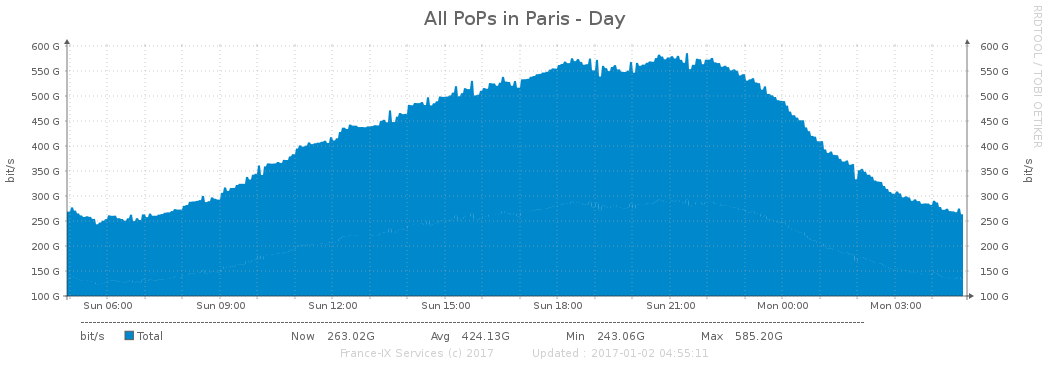 All PoPs in Paris - Day
RRDTOOL / TOBI OETIKER
600 G 600 G
550 G 550 G
500 G 500 G
450 G 450 G
400 G 400 G
350 G 350 G
300 G 300 G
250 G 250 G
200 G 200 G
150 G 150 G
100 G 100 G
bit/s
bit/s
Sun 06:00 Sun 09:00 Sun 12:00 Sun 15:00 Sun 18:00 Sun 21:00 Mon 00:00 Mon 03:00
bit/s Total Now 263.02G Avg 424.13G Min 243.06G Max 585.20G
France-IX Services (c) 2017 Updated : 2017-01-02 04:55:11